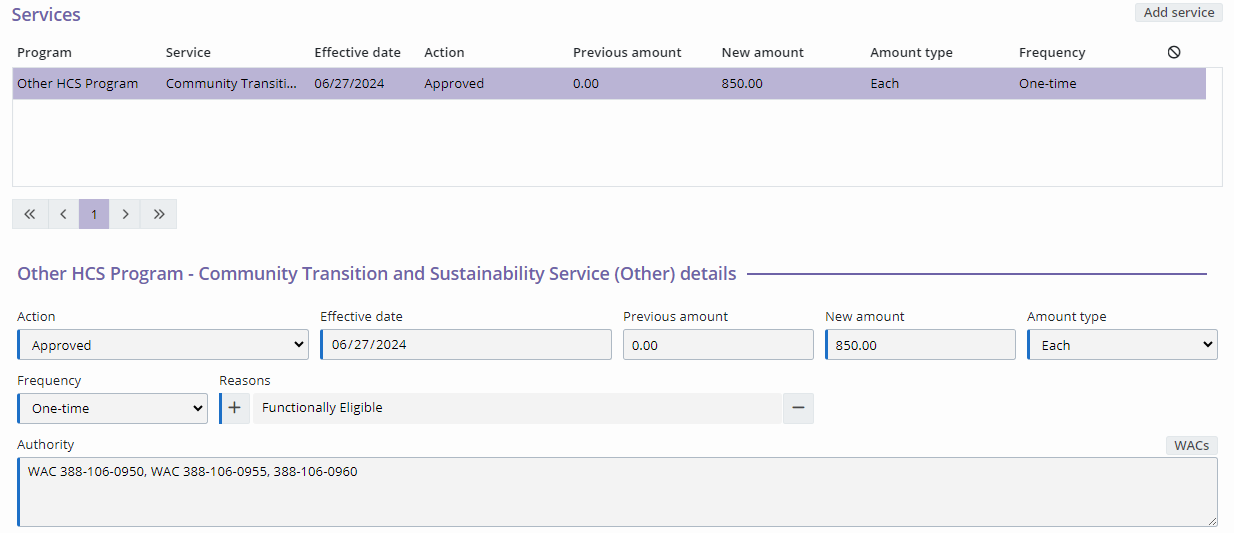 Services
Add service
Program Service Effective date Action Previous amount New amount Amount type Frequency
Other HCS Program Community Transiti... 06/27/2024 Approved 0.00 850.00 Each One-time
1
Other HCS Program - Community Transition and Sustainability Service (Other) details
Action Effective date Previous amount New amount Amount type
Approved 06/27/2024 0.00 850.00 Each
Frequency Reasons
One-time Functionally Eligible
Authority WACs
WAC 388-106-0950, WAC 388-106-0955, 388-106-0960